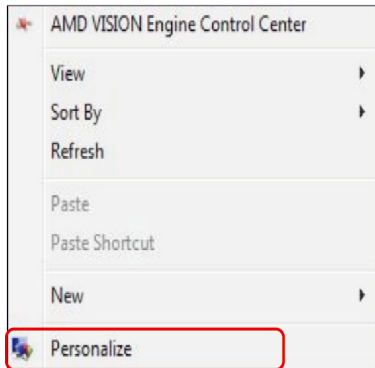 AMD VISION Engine Control Center
View
Sort By
Refresh
Paste
Paste Shortcut
New
Personalize